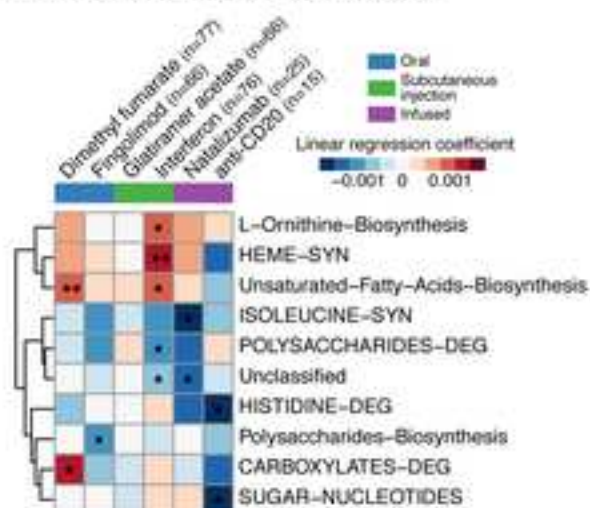 Dimethyl fumarate (n=77)
Fingolimod (n=66)
Glatiramer acetate (n=66)
Interferon (n=76)
Natalizumab (n=25)
anti-CD20 (n=15)
Oral
Subcutaneous
injection
Infused
Linear regression coefficient
-0.001 0 0.001
L-Ornithine-Biosynthesis
HEME-SYN
Unsaturated-Fatty-Acids-Biosynthesis
ISOLEUCINE-SYN
POLYSACCHARIDES-DEG
Unclassified
HISTIDINE-DEG
Polysaccharides-Biosynthesis
CARBOXYLATES-DEG
SUGAR-NUCLEOTIDES